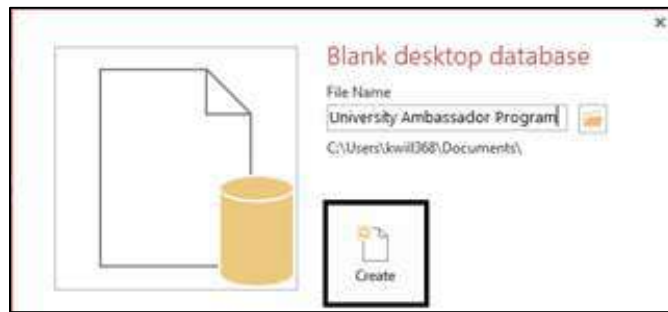 Blank desktop database
File Name
University Ambassador Program
C:\Users\kwill368\Documents\
Create